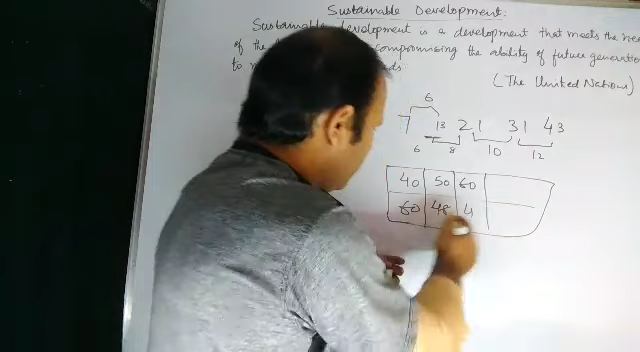 Sustainable Development:
Sustainable development is a development that meets the
of the compromising the ability of future generation
to
(The United Nations)
6
7 13 21 31 43
6 8 10 12
40 50 60
60 48 4